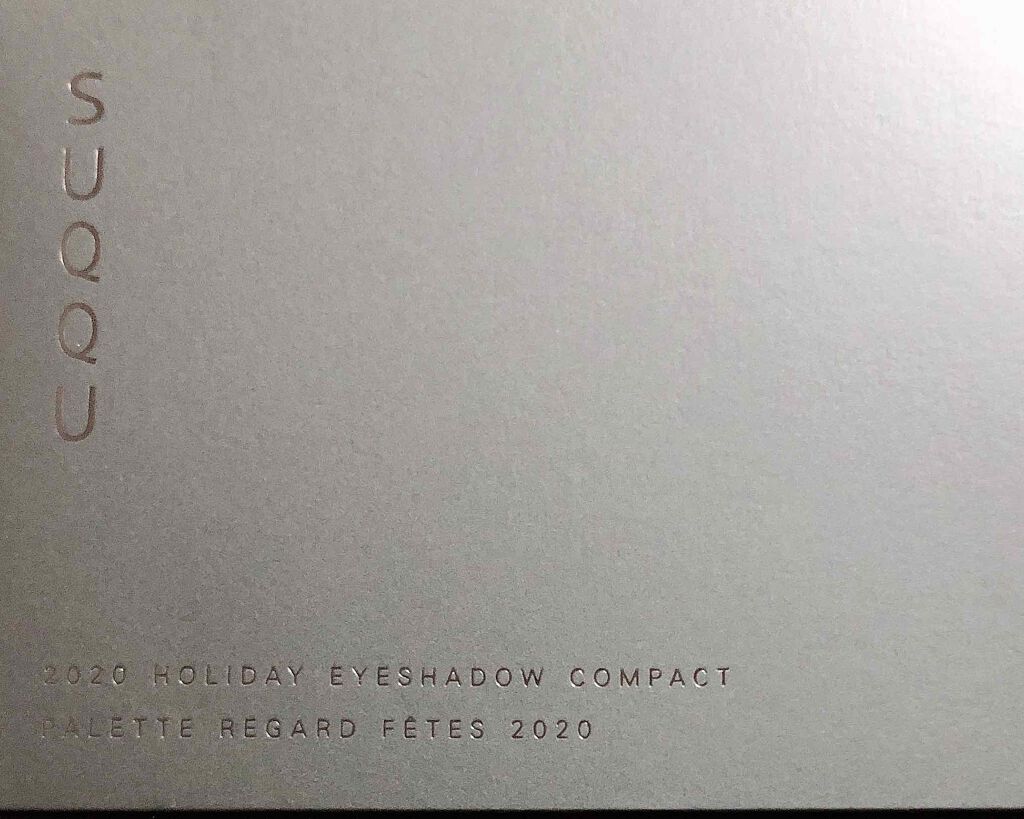 SUQQU
2020 HOLIDAY EYESHADOW COMPACT
PALETTE REGARD FÊTES 2020